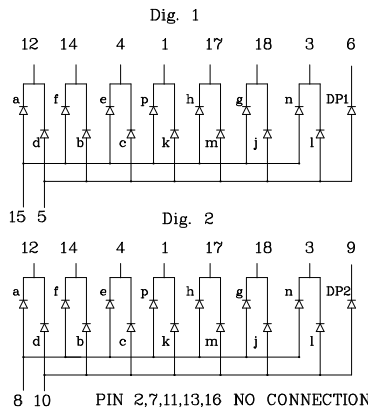 Dig. 1
12 14 4 1 17 18 3 6
a f e p h g n DP1
d b c k m j l
15 5
Dig. 2
12 14 4 1 17 18 3 9
a f e p h g n DP2
d b c k m j l
8 10 PIN 2,7,11,13,16 NO CONNECTION